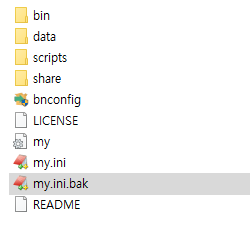 bin
data
scripts
share
bnconfig
LICENSE
my
my.ini
my.ini.bak
README